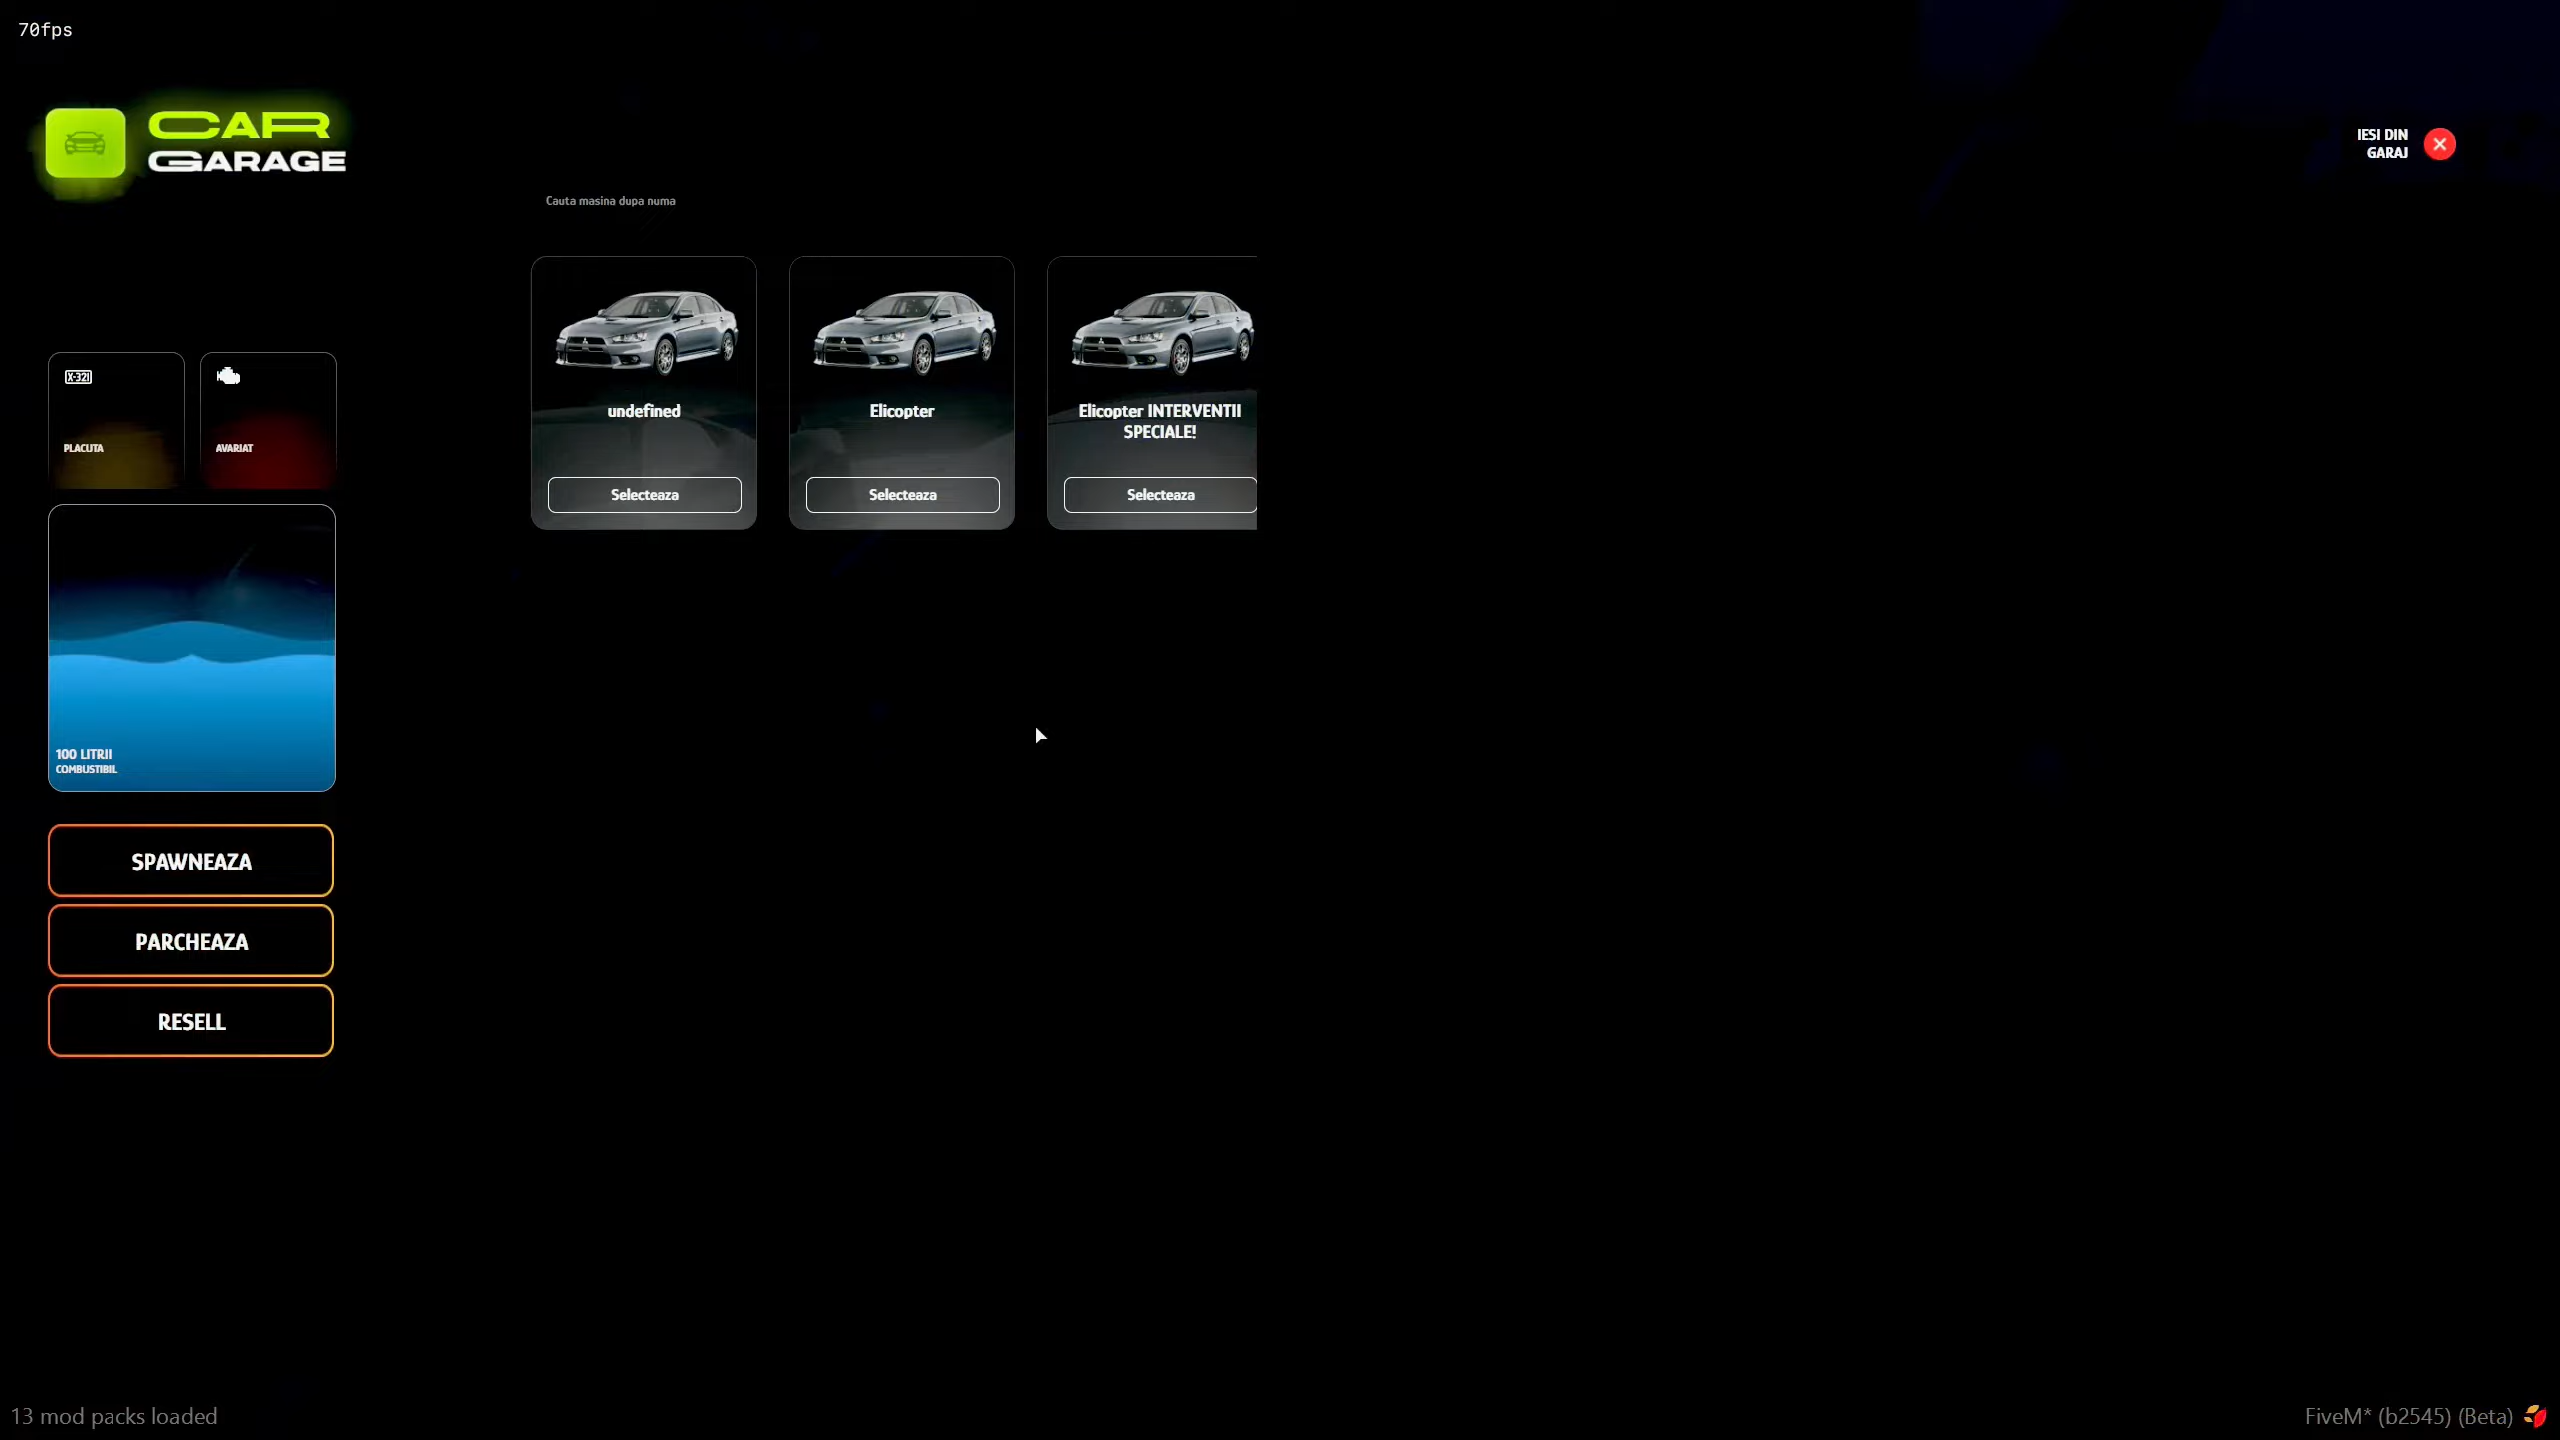 70fps
CAR
GARAGE
IESI DIN
GARAJ
Cauta masina dupa numa
X-32I
PLACUTA
AVARIAT
undefined
Selecteaza
Elicopter
Selecteaza
Elicopter INTERVENTII
SPECIALE!
Selecteaza
100 LITRII
COMBUSTIBIL
SPAWNEAZA
PARCHEAZA
RESELL
13 mod packs loaded
FiveM* (b2545) (Beta)